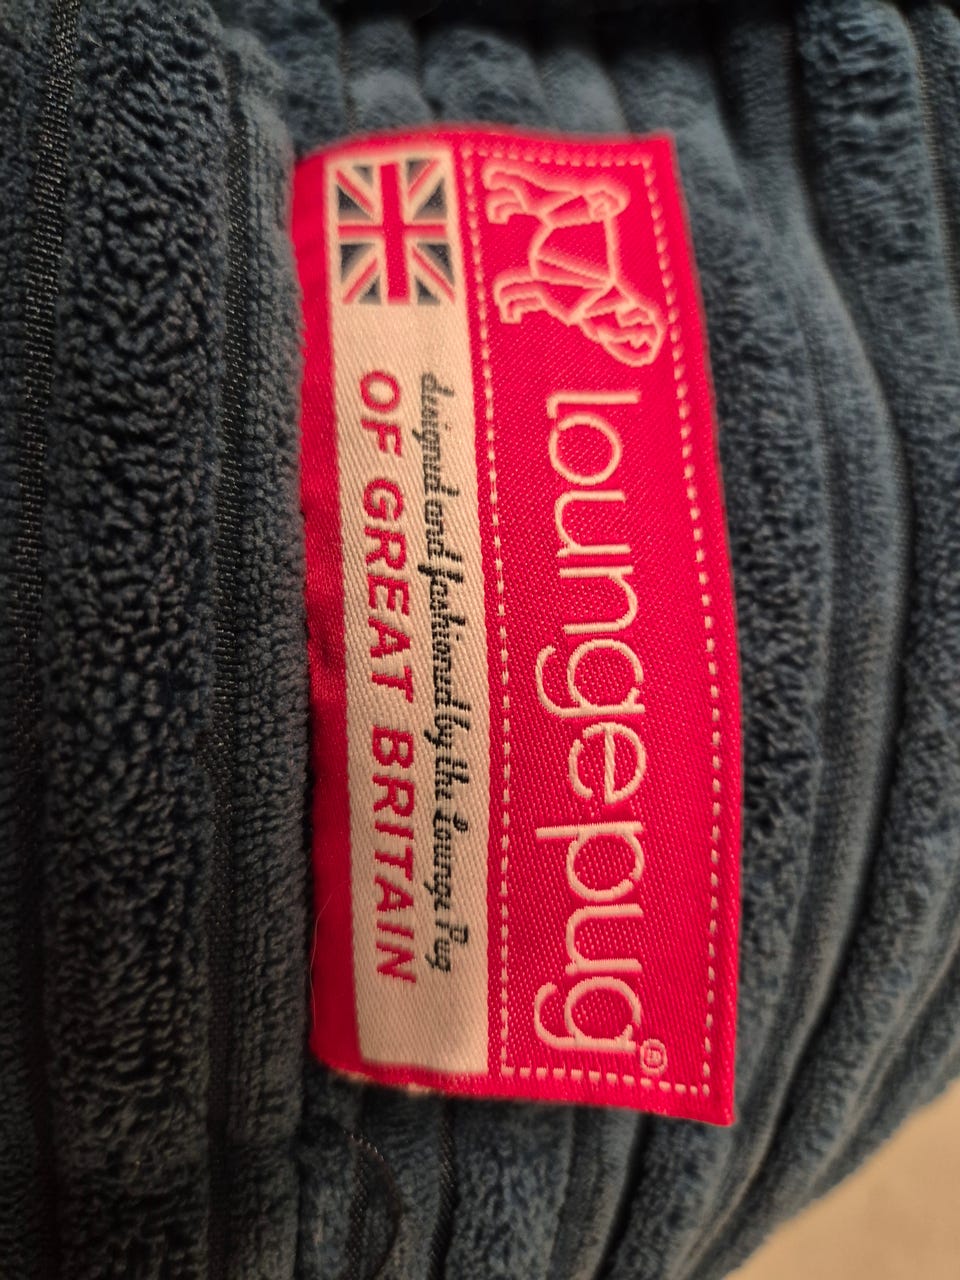 loungepug®
designed and fashioned by the Lounge Pug
OF GREAT BRITAIN